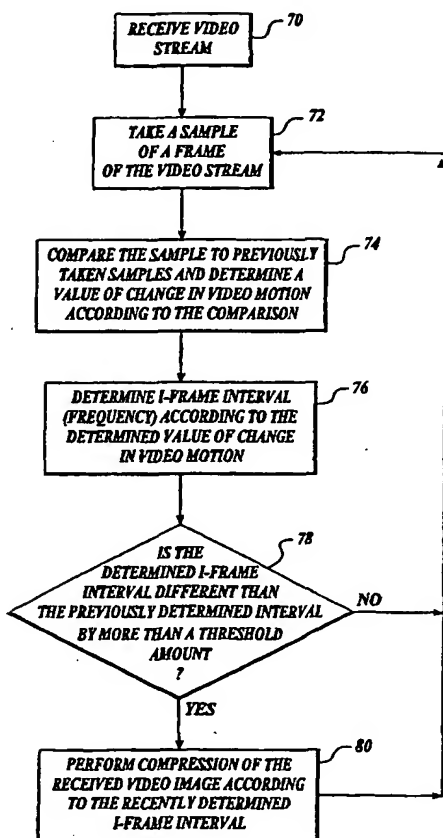 70
RECEIVE VIDEO
STREAM
72
TAKE A SAMPLE
OF A FRAME
OF THE VIDEO STREAM
74
COMPARE THE SAMPLE TO PREVIOUSLY
TAKEN SAMPLES AND DETERMINE A
VALUE OF CHANGE IN VIDEO MOTION
ACCORDING TO THE COMPARISON
76
DETERMINE I-FRAME INTERVAL
(FREQUENCY) ACCORDING TO THE
DETERMINED VALUE OF CHANGE
IN VIDEO MOTION
78
IS THE
DETERMINED I-FRAME
INTERVAL DIFFERENT THAN
THE PREVIOUSLY DETERMINED INTERVAL
BY MORE THAN A THRESHOLD
AMOUNT
?
NO
YES
80
PERFORM COMPRESSION OF THE
RECEIVED VIDEO IMAGE ACCORDING
TO THE RECENTLY DETERMINED
I-FRAME INTERVAL